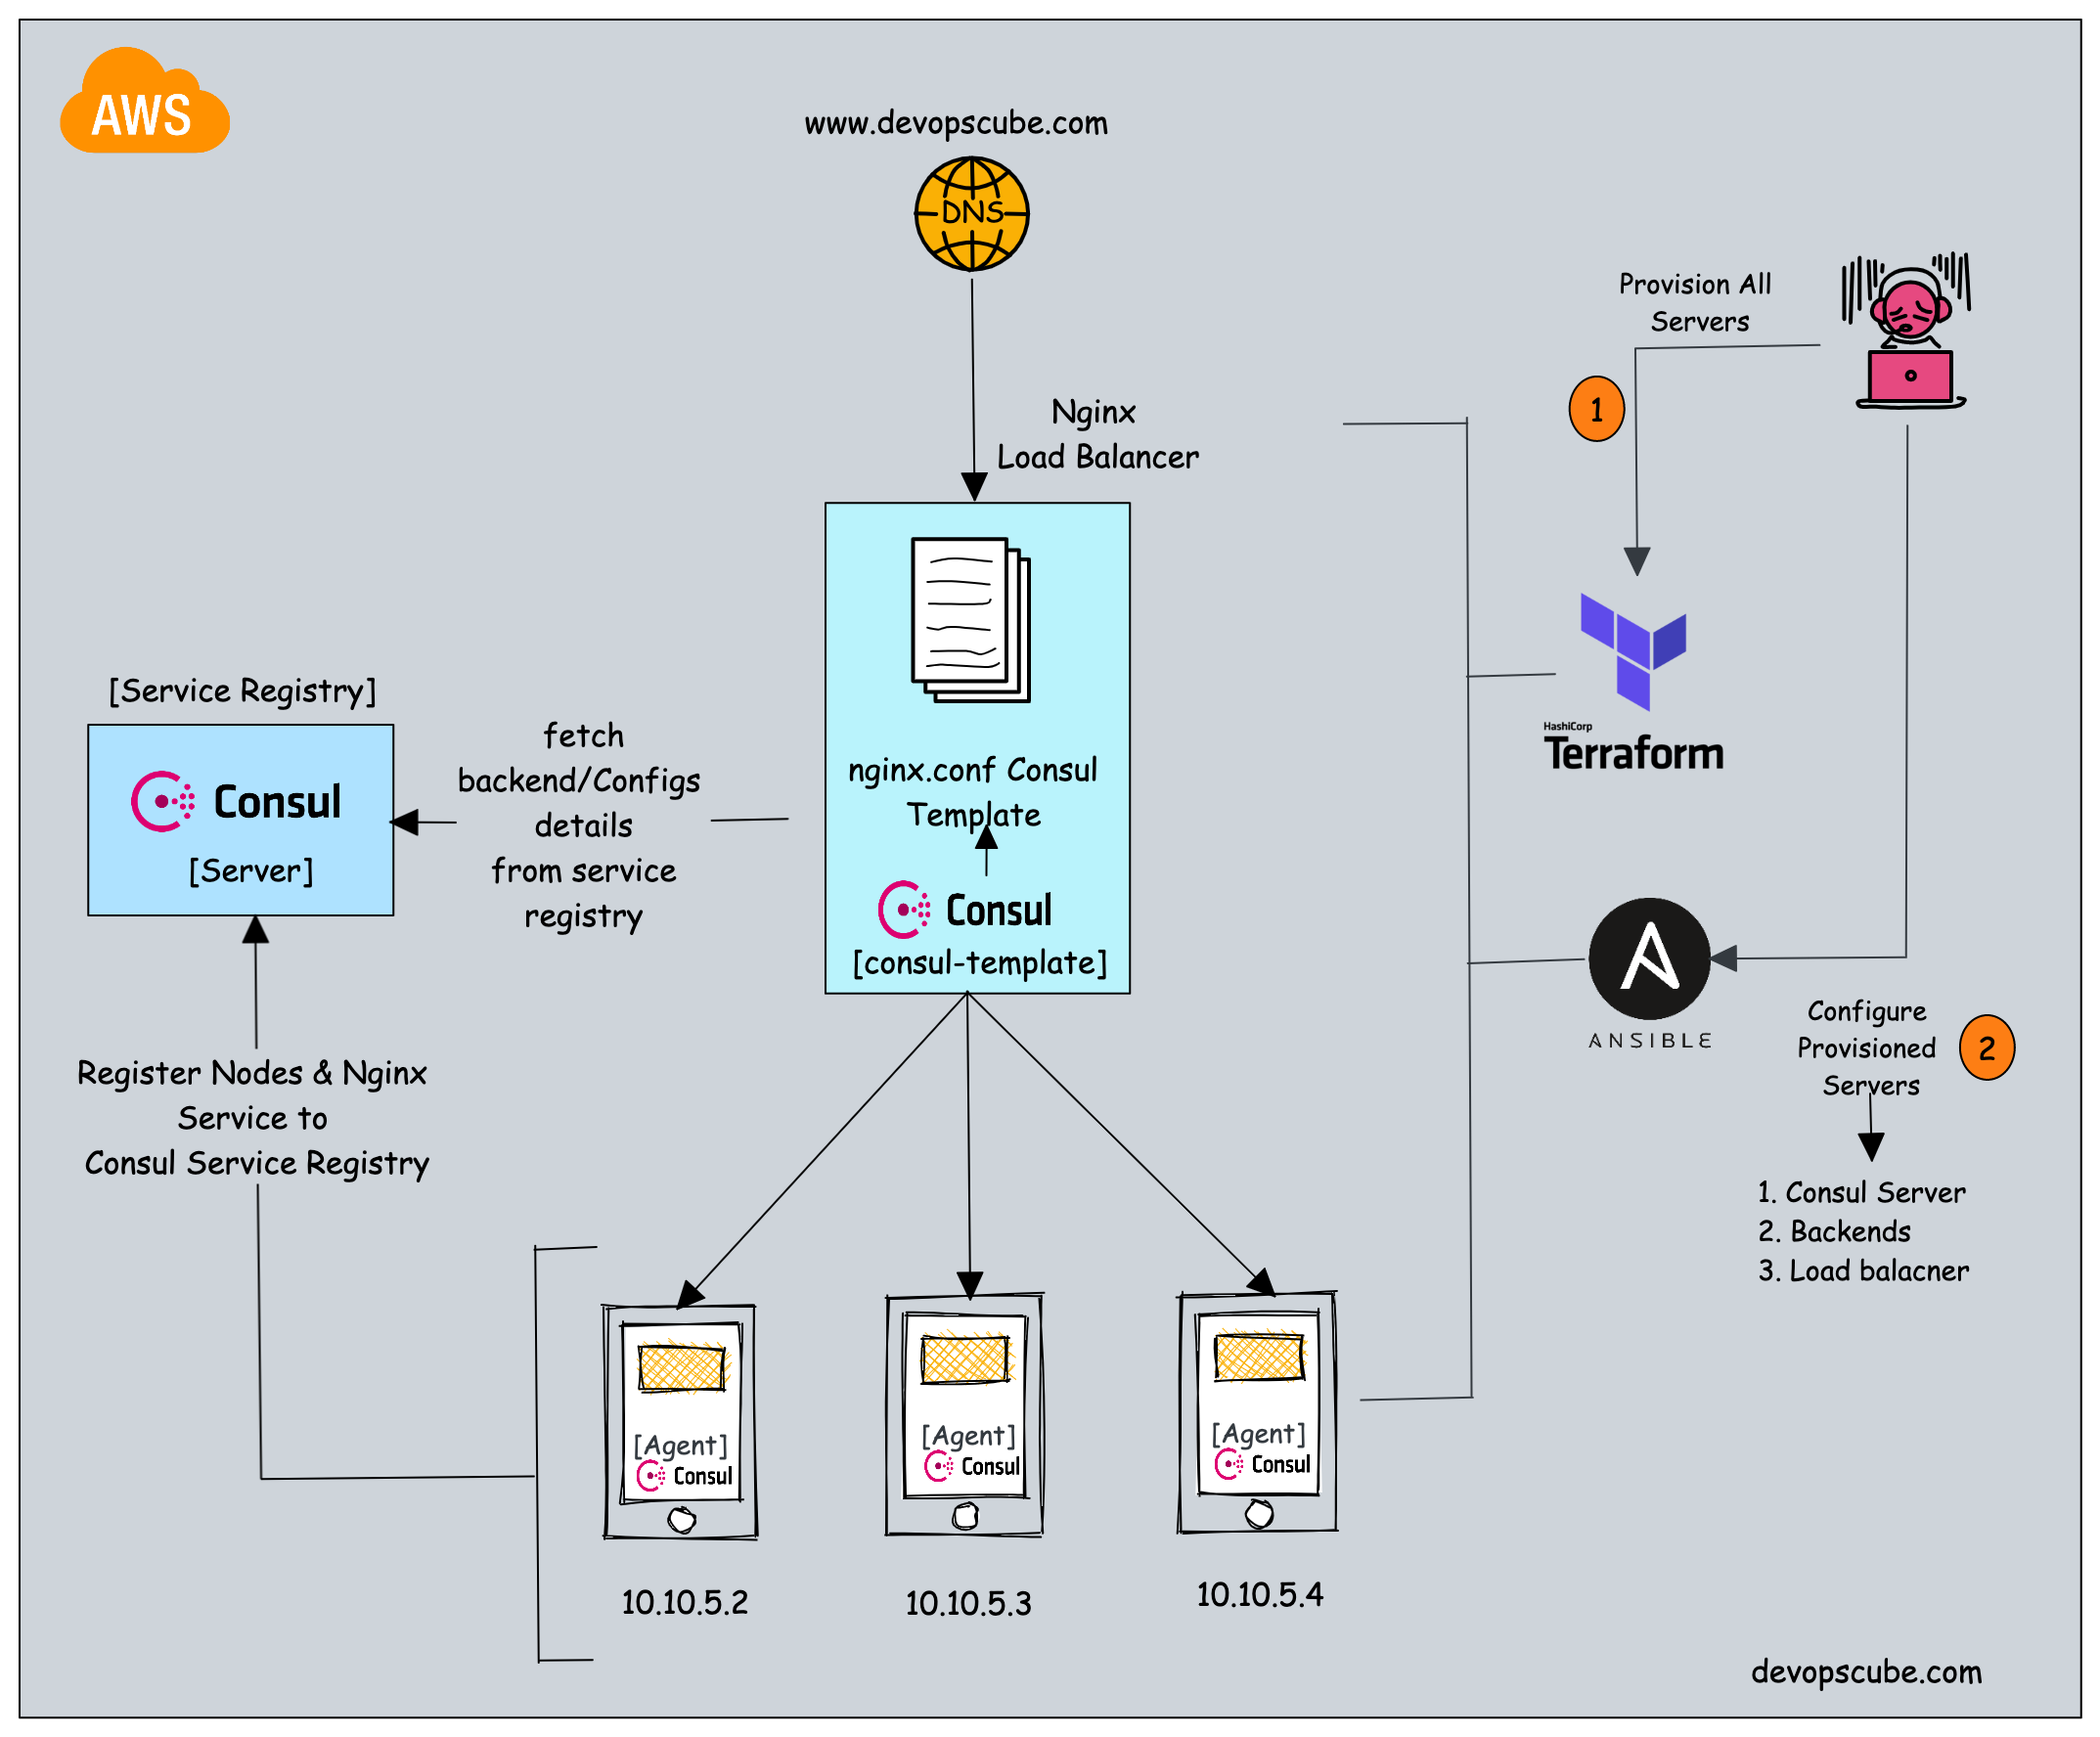 AWS
www.devopscube.com
DNS
Nginx
Load Balancer
Provision All
Servers
1
HashiCorp
Terraform
[Service Registry]
Consul
[Server]
fetch
backend/Configs
details
from service
registry
nginx.conf Consul
Template
Consul
[consul-template]
ANSIBLE
Configure
Provisioned
Servers
2
1. Consul Server
2. Backends
3. Load balacner
Register Nodes & Nginx
Service to
Consul Service Registry
[Agent]
Consul
[Agent]
Consul
[Agent]
Consul
10.10.5.2
10.10.5.3
10.10.5.4
devopscube.com